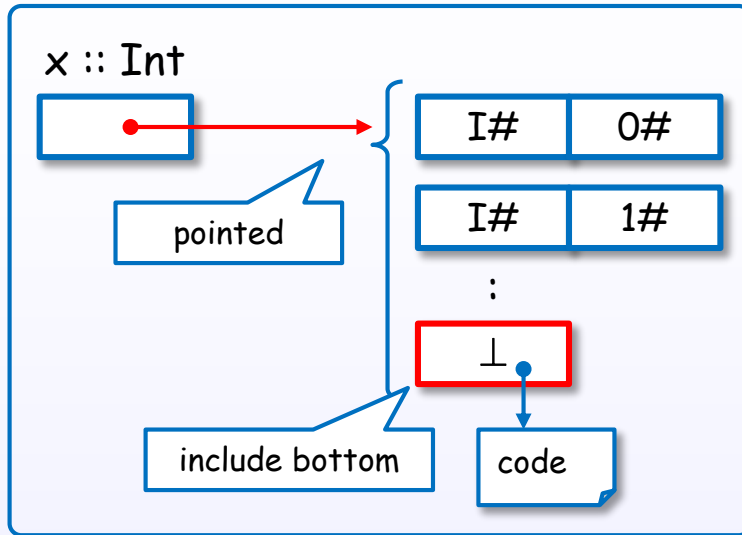 x :: Int
I# 0#
I# 1#
pointed
:
⊥
include bottom
code